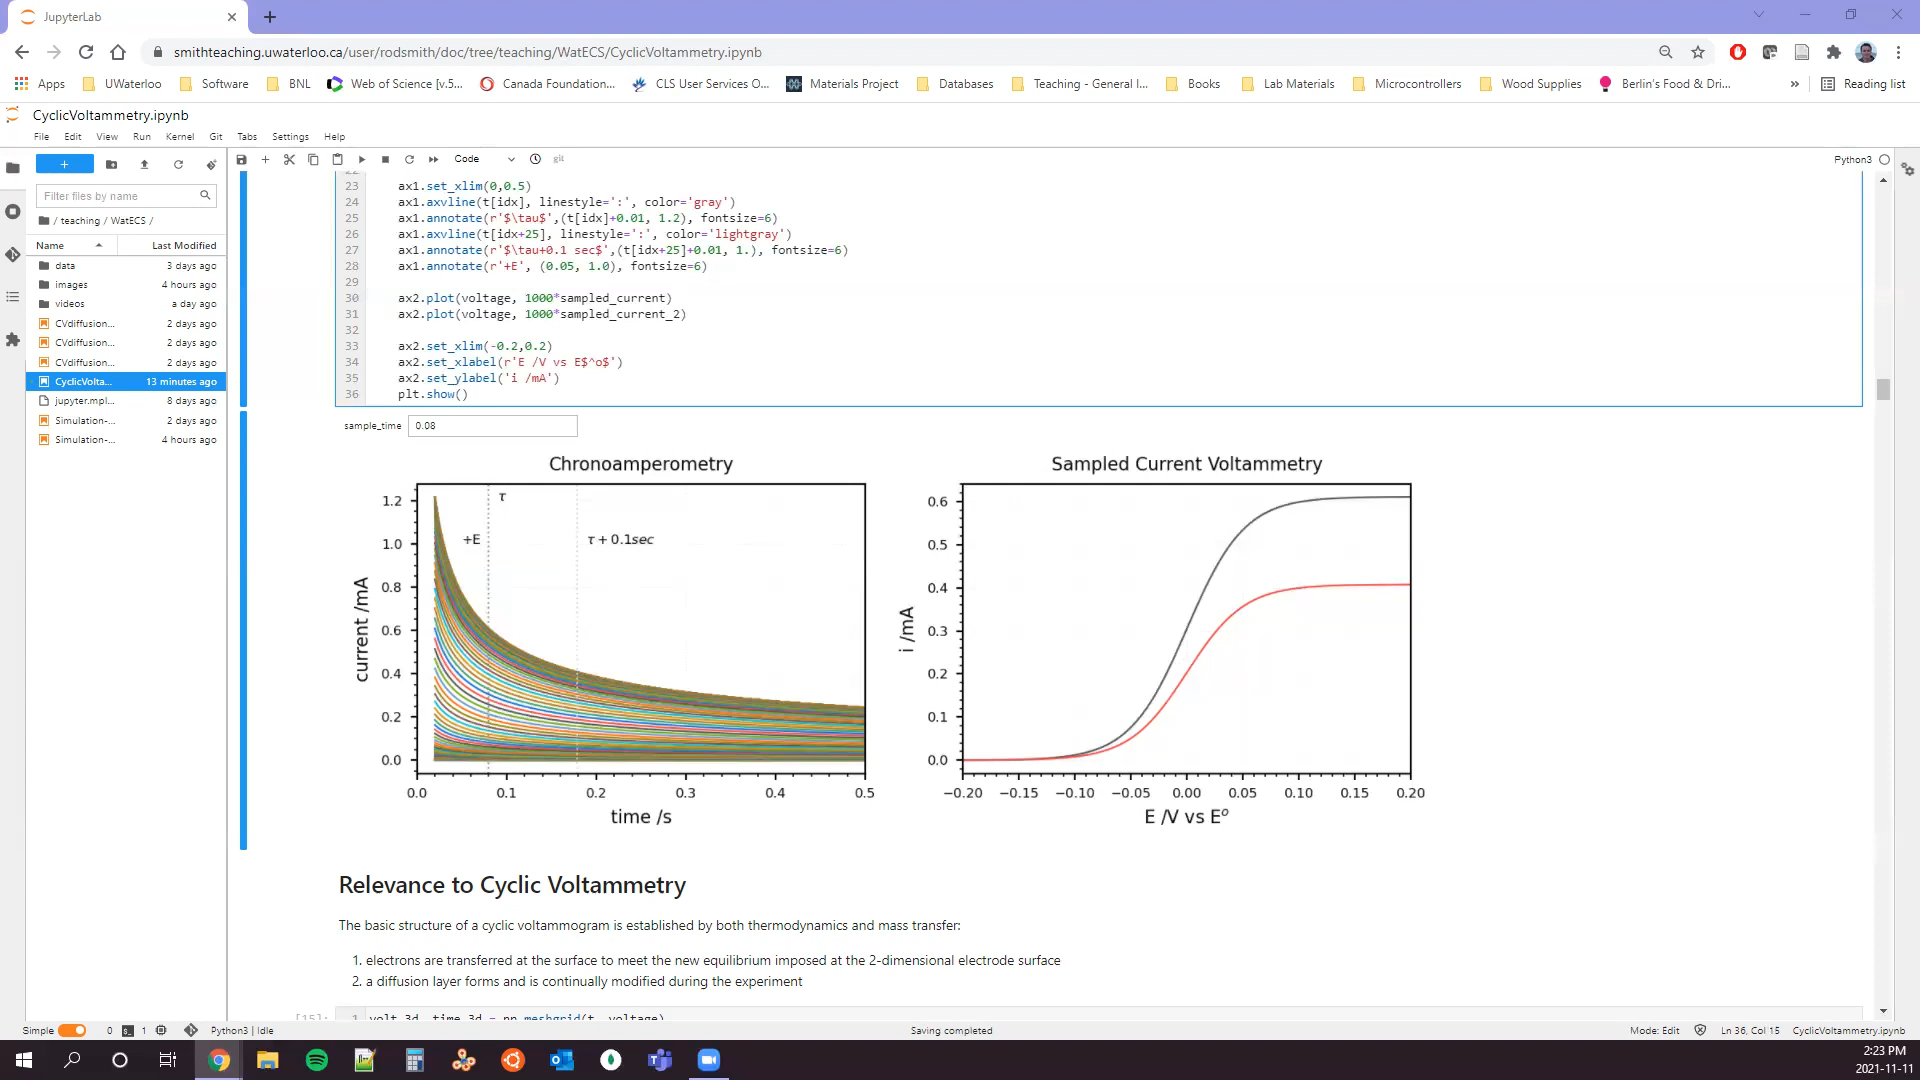 JupyterLab
smithteaching.uwaterloo.ca/user/rodsmith/doc/tree/teaching/WatECS/CyclicVoltammetry.ipynb
Apps UWaterloo Software BNL Web of Science [v.5... Canada Foundation... CLS User Services O... Materials Project Databases Teaching - General I... Books Lab Materials Microcontrollers Wood Supplies Berlin's Food & Dri... » Reading list
CyclicVoltammetry.ipynb
File Edit View Run Kernel Git Tabs Settings Help
Code git Python3
Filter files by name
/ teaching / WatECS /
Name Last Modified
data 3 days ago
images 4 hours ago
videos a day ago
CVdiffusion... 2 days ago
CVdiffusion... 2 days ago
CVdiffusion... 2 days ago
CyclicVolta... 13 minutes ago
jupyter.mpl... 8 days ago
Simulation-... 2 days ago
Simulation-... 4 hours ago
22
23 ax1.set_xlim(0,0.5)
24 ax1.axvline(t[idx], linestyle=':', color='gray')
25 ax1.annotate(r'$\tau$',(t[idx]+0.01, 1.2), fontsize=6)
26 ax1.axvline(t[idx+25], linestyle=':', color='lightgray')
27 ax1.annotate(r'$\tau+0.1 sec$',(t[idx+25]+0.01, 1.), fontsize=6)
28 ax1.annotate(r'+E', (0.05, 1.0), fontsize=6)
29
30 ax2.plot(voltage, 1000*sampled_current)
31 ax2.plot(voltage, 1000*sampled_current_2)
32
33 ax2.set_xlim(-0.2,0.2)
34 ax2.set_xlabel(r'E /V vs E$^o$')
35 ax2.set_ylabel('i /mA')
36 plt.show()
sample_time 0.08
Chronoamperometry
1.2
1.0
0.8
0.6
0.4
0.2
0.0
current /mA
τ
+E
τ + 0.1sec
0.0 0.1 0.2 0.3 0.4 0.5
time /s
Sampled Current Voltammetry
0.6
0.5
0.4
0.3
0.2
0.1
0.0
i /mA
−0.20 −0.15 −0.10 −0.05 0.00 0.05 0.10 0.15 0.20
E /V vs Eᵒ
Relevance to Cyclic Voltammetry
The basic structure of a cyclic voltammogram is established by both thermodynamics and mass transfer:
1. electrons are transferred at the surface to meet the new equilibrium imposed at the 2-dimensional electrode surface
2. a diffusion layer forms and is continually modified during the experiment
[15]: 1 volt_3d, time_3d = np.meshgrid(t, voltage)
Simple 0 1 Python3 | Idle Saving completed Mode: Edit Ln 36, Col 15 CyclicVoltammetry.ipynb
2:23 PM
2021-11-11